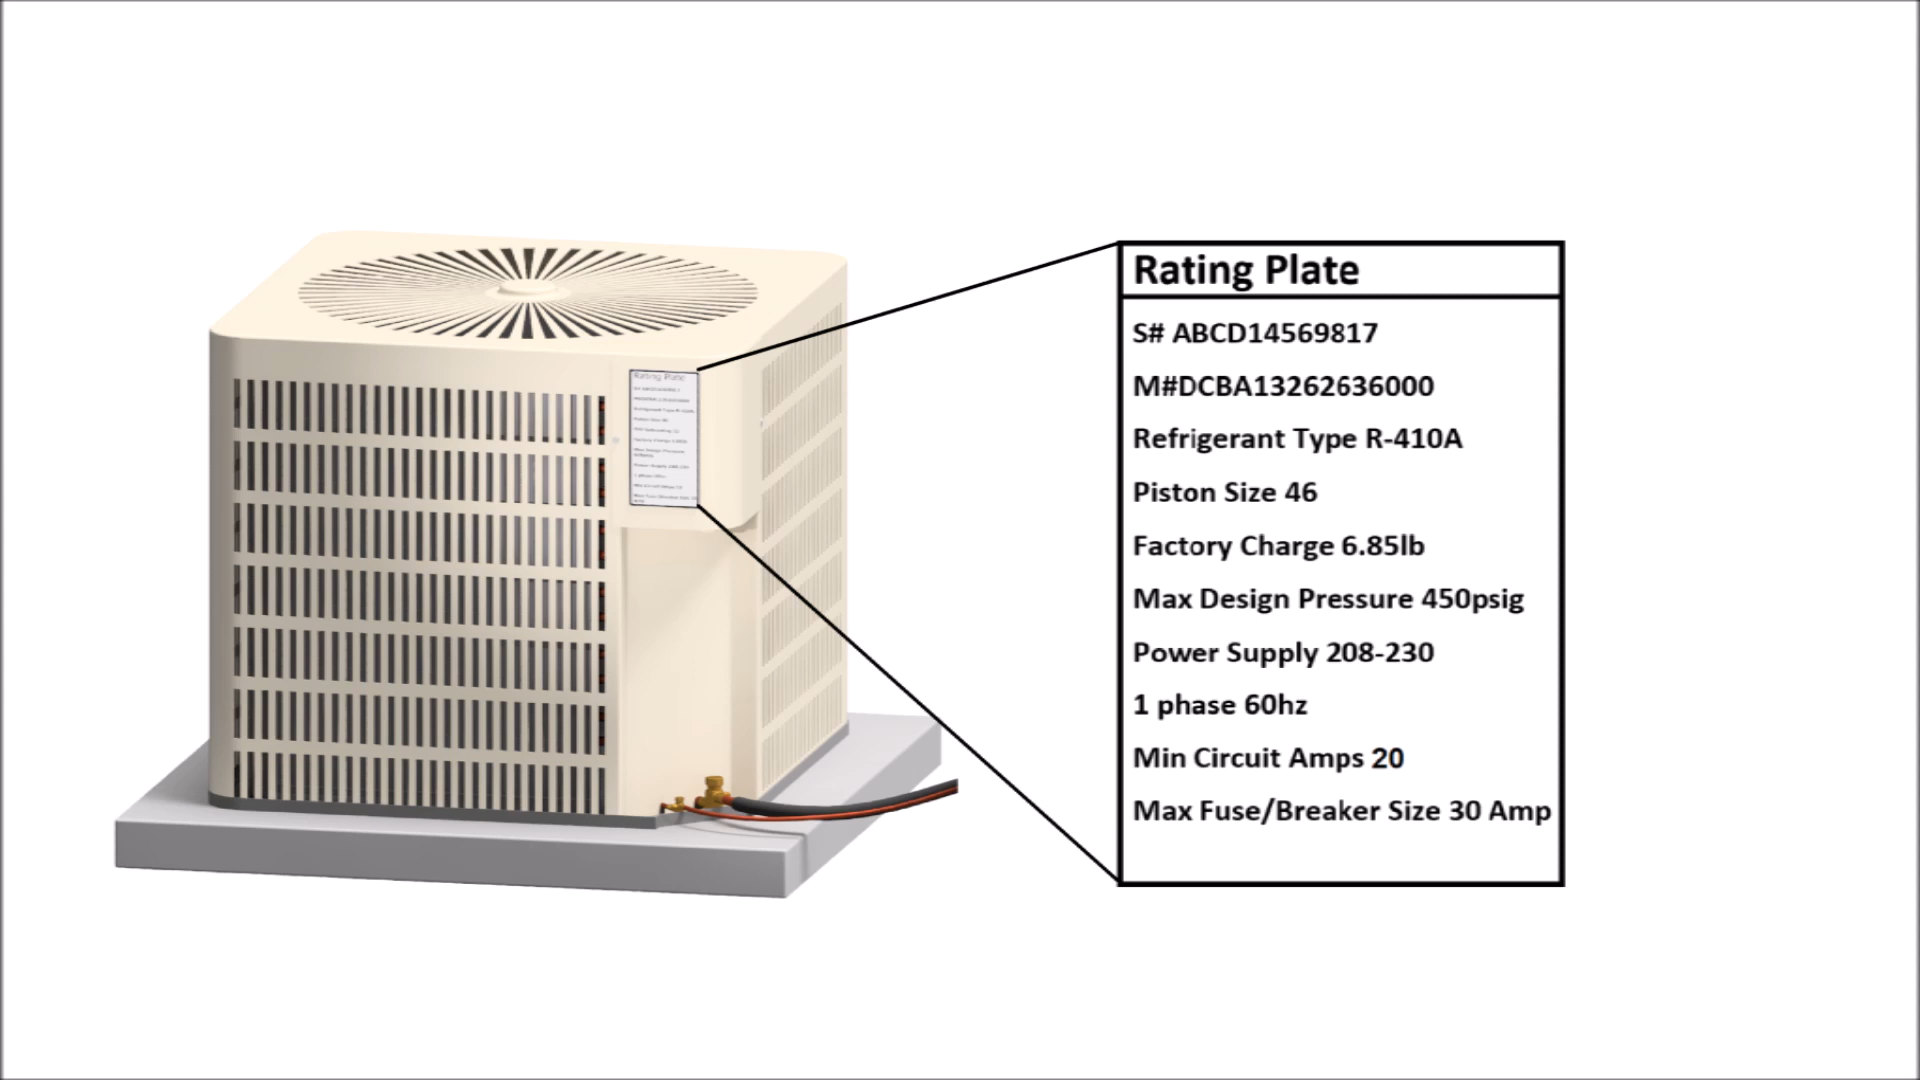 Rating Plate
S# ABCD14569817
M#DCBA13262636000
Refrigerant Type R-410A
Piston Size 46
Factory Charge 6.85lb
Max Design Pressure 450psig
Power Supply 208-230
1 phase 60hz
Min Circuit Amps 20
Max Fuse/Breaker Size 30 Amp